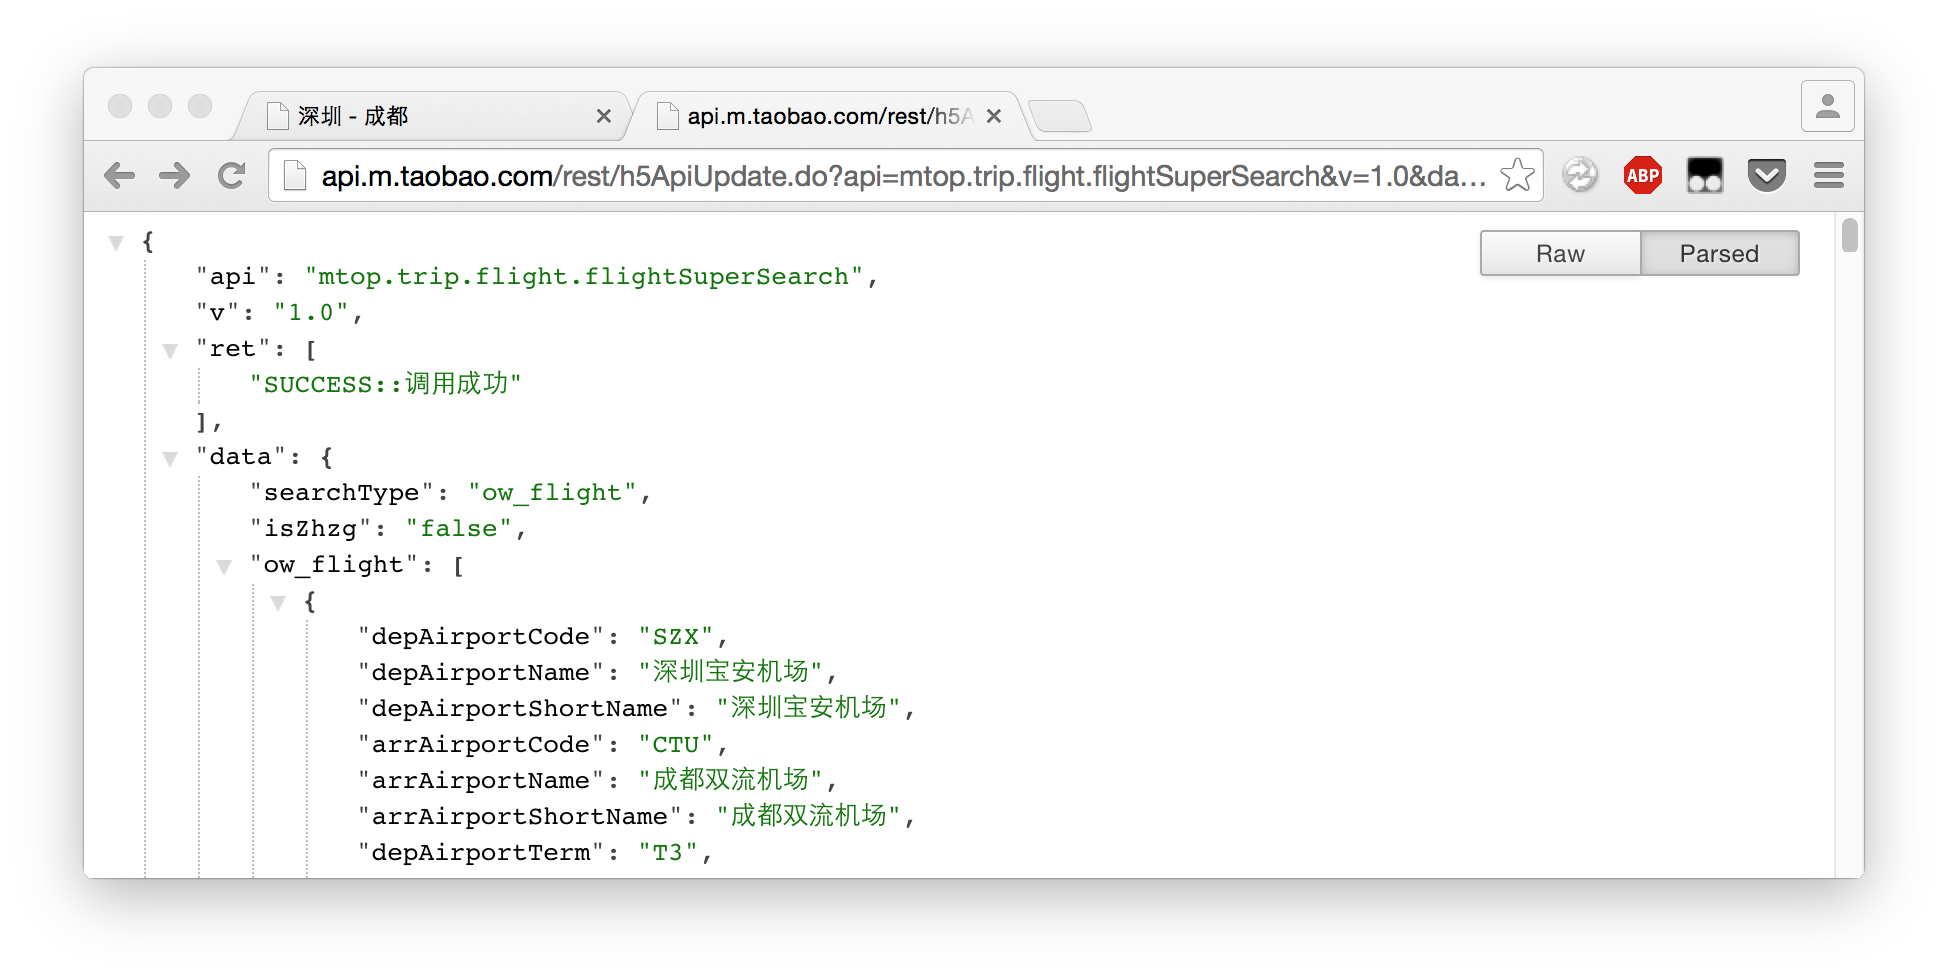 深圳 - 成都
api.m.taobao.com/rest/h5A
api.m.taobao.com/rest/h5ApiUpdate.do?api=mtop.trip.flight.flightSuperSearch&v=1.0&da...
ABP
Raw Parsed
{
"api": "mtop.trip.flight.flightSuperSearch",
"v": "1.0",
"ret": [
"SUCCESS::调用成功"
],
"data": {
"searchType": "ow_flight",
"isZhzg": "false",
"ow_flight": [
{
"depAirportCode": "SZX",
"depAirportName": "深圳宝安机场",
"depAirportShortName": "深圳宝安机场",
"arrAirportCode": "CTU",
"arrAirportName": "成都双流机场",
"arrAirportShortName": "成都双流机场",
"depAirportTerm": "T3",